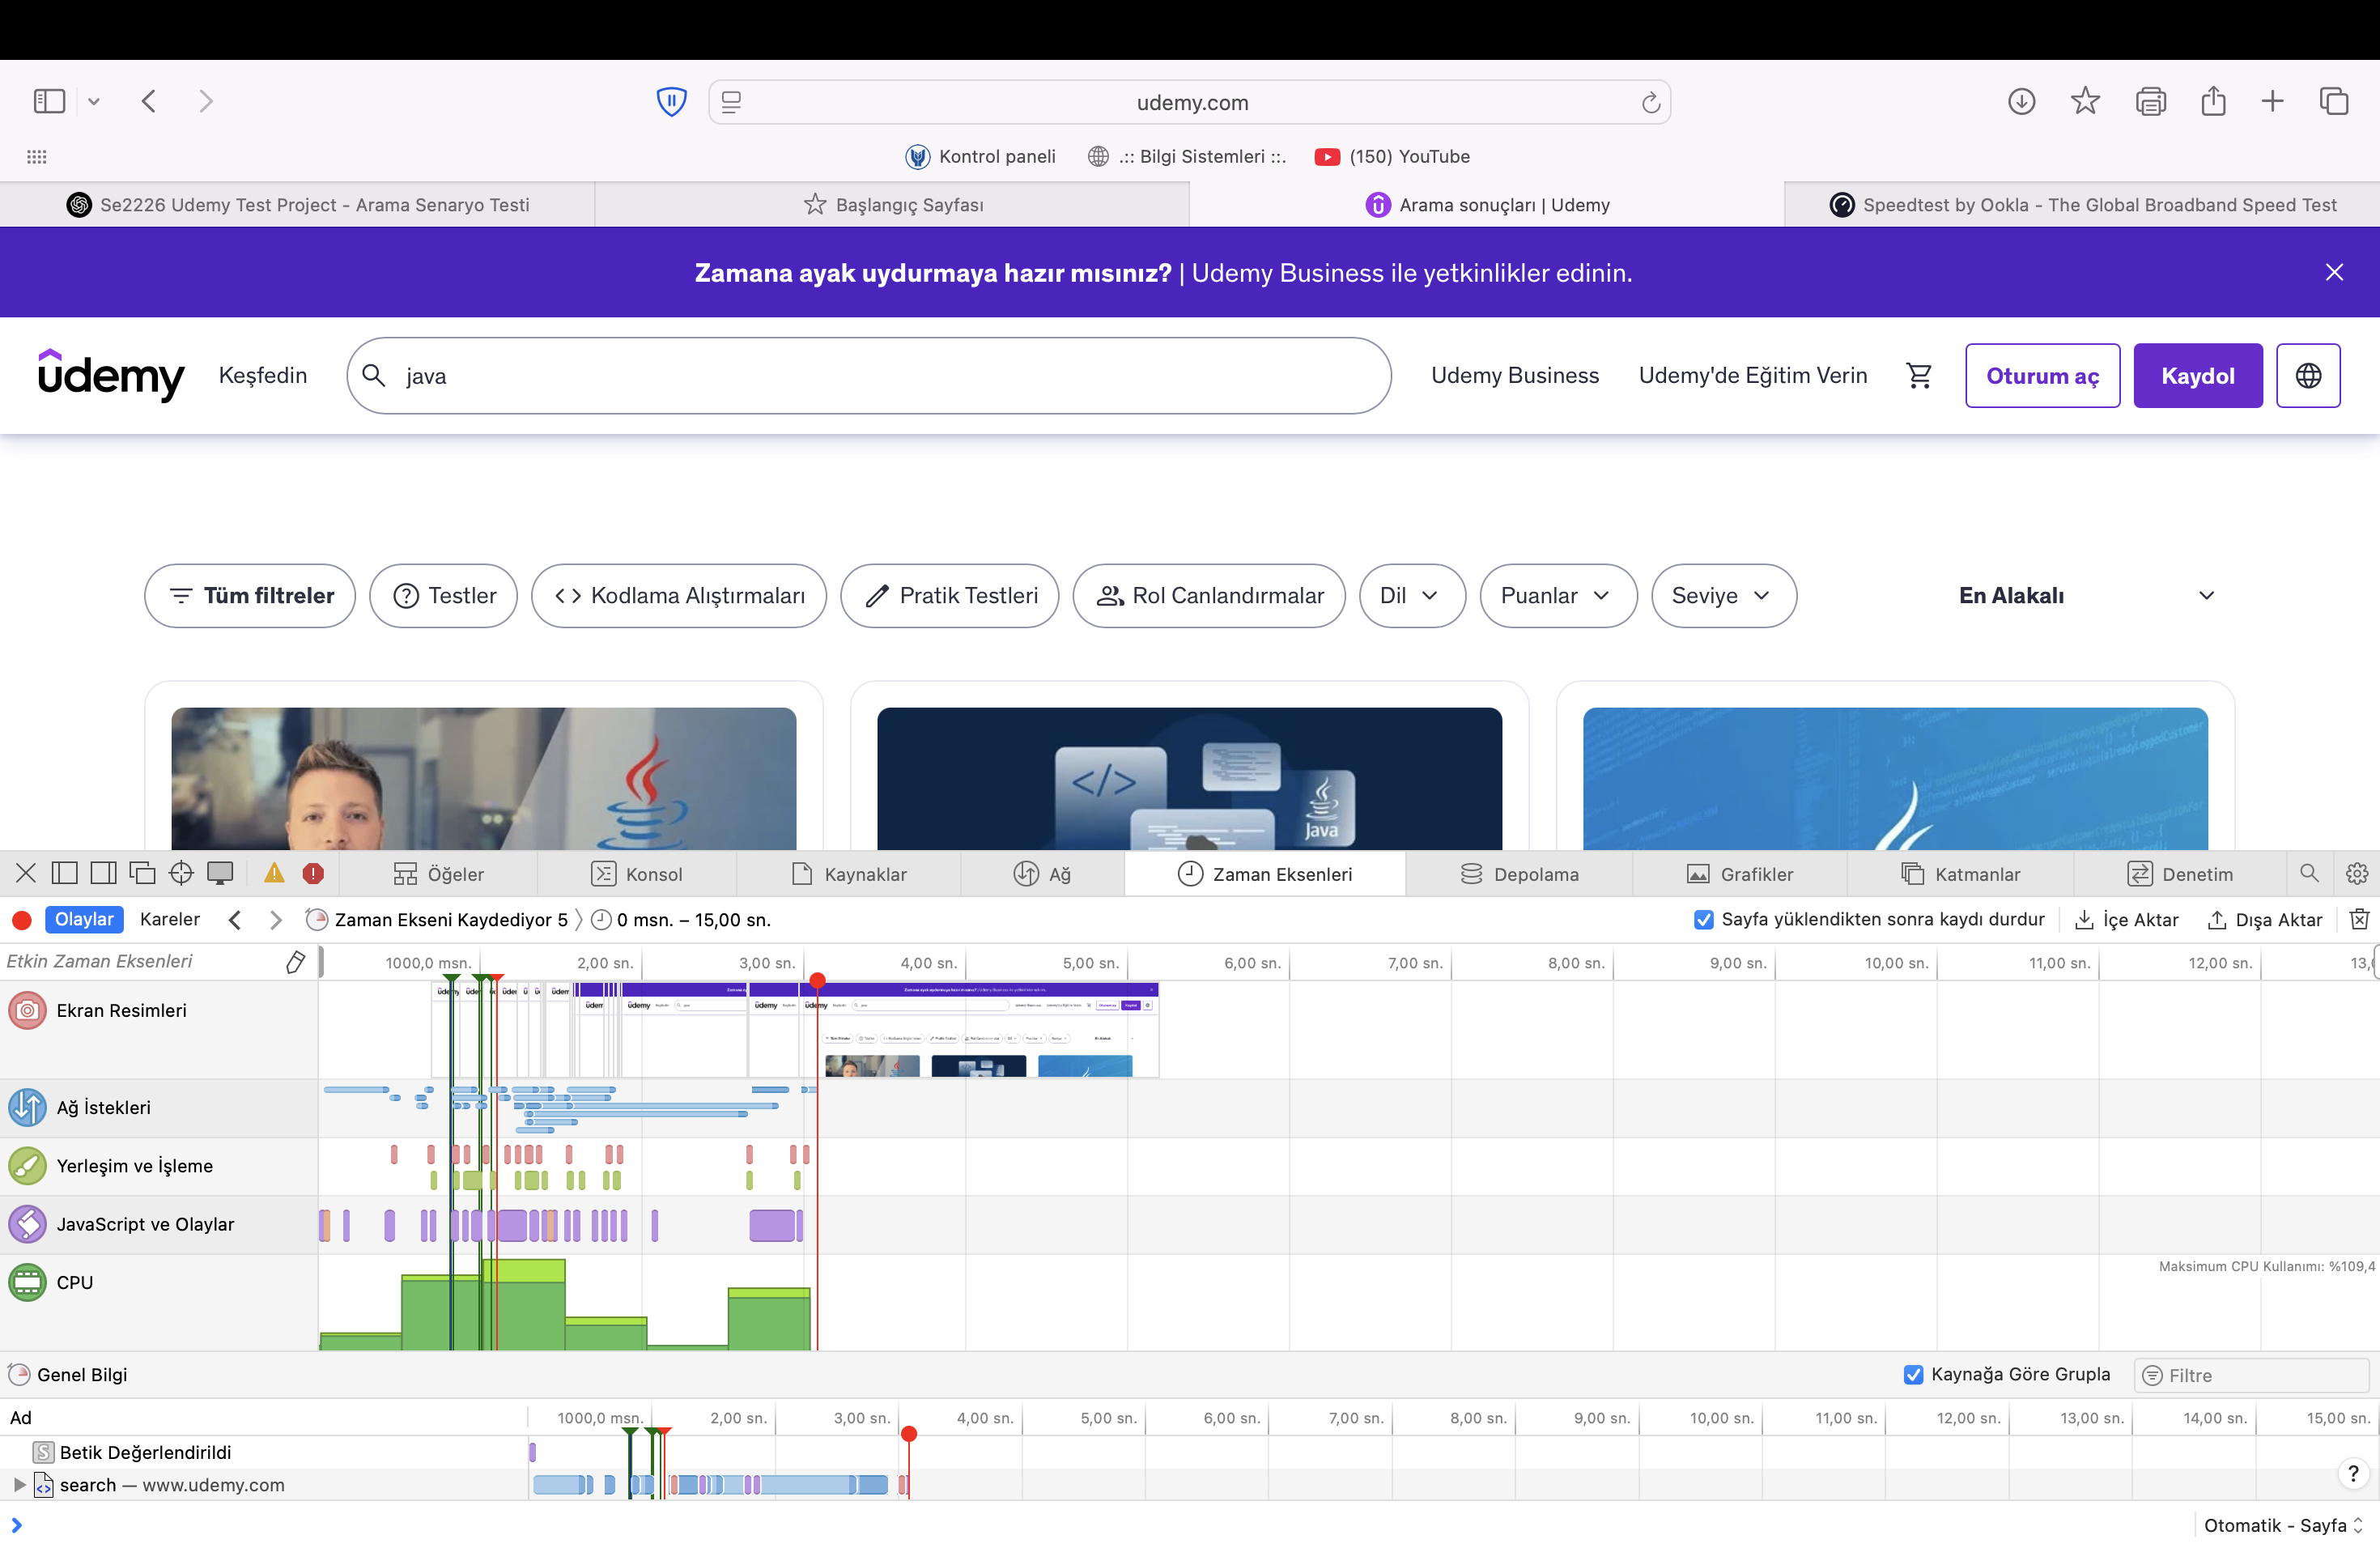 udemy.com
Kontrol paneli
.:: Bilgi Sistemleri ::.
(150) YouTube
Se2226 Udemy Test Project - Arama Senaryo Testi
Başlangıç Sayfası
Arama sonuçları | Udemy
Speedtest by Ookla - The Global Broadband Speed Test
Zamana ayak uydurmaya hazır mısınız? | Udemy Business ile yetkinlikler edinin.
udemy
Keşfedin
java
Udemy Business
Udemy'de Eğitim Verin
Oturum aç
Kaydol
Tüm filtreler
Testler
Kodlama Alıştırmaları
Pratik Testleri
Rol Canlandırmalar
Dil
Puanlar
Seviye
En Alakalı
</>
Java
Öğeler
Konsol
Kaynaklar
Ağ
Zaman Eksenleri
Depolama
Grafikler
Katmanlar
Denetim
Olaylar
Kareler
Zaman Ekseni Kaydediyor 5
0 msn. – 15,00 sn.
Sayfa yüklendikten sonra kaydı durdur
İçe Aktar
Dışa Aktar
Etkin Zaman Eksenleri
1000,0 msn. 2,00 sn. 3,00 sn. 4,00 sn. 5,00 sn. 6,00 sn. 7,00 sn. 8,00 sn. 9,00 sn. 10,00 sn. 11,00 sn. 12,00 sn.
Ekran Resimleri
Ağ İstekleri
Yerleşim ve İşleme
JavaScript ve Olaylar
CPU
Maksimum CPU Kullanımı: %109,4
Genel Bilgi
Kaynağa Göre Grupla
Filtre
Ad
1000,0 msn. 2,00 sn. 3,00 sn. 4,00 sn. 5,00 sn. 6,00 sn. 7,00 sn. 8,00 sn. 9,00 sn. 10,00 sn. 11,00 sn. 12,00 sn. 13,00 sn. 14,00 sn. 15,00 sn.
S Betik Değerlendirildi
search — www.udemy.com
?
Otomatik - Sayfa